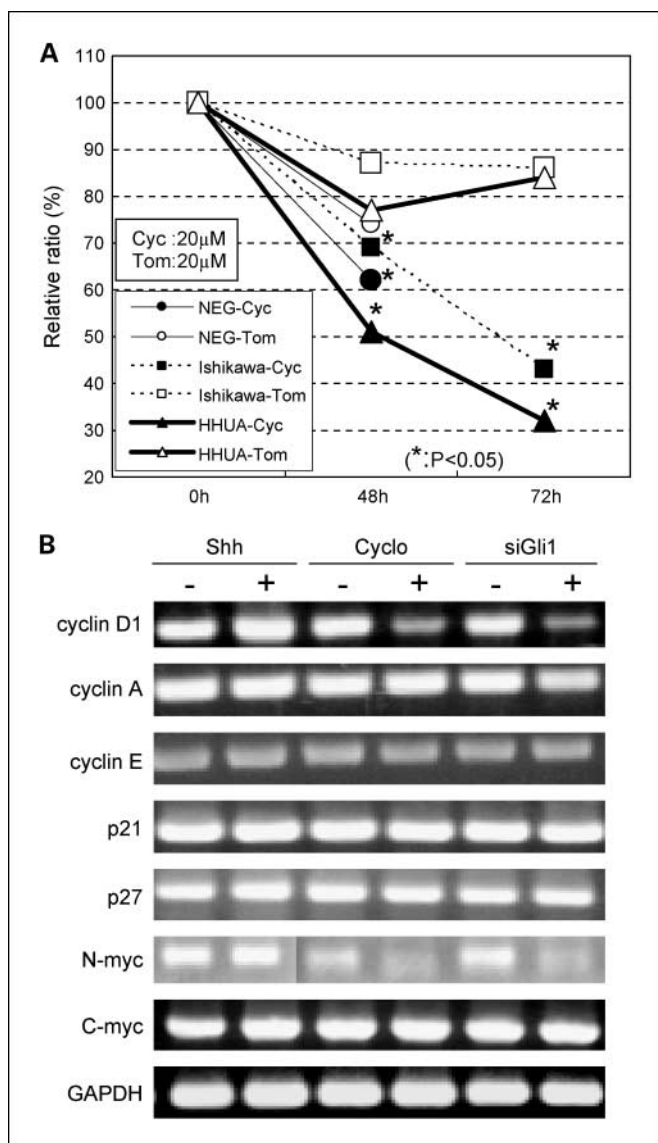 A
110
100
90
80
70
60
50
40
30
20
Relative ratio (%)
Cyc :20μM
Tom:20μM
NEG-Cyc
NEG-Tom
Ishikawa-Cyc
Ishikawa-Tom
HHUA-Cyc
HHUA-Tom
*
*
*
*
*
(*:P<0.05)
0h 48h 72h
B
Shh Cyclo siGli1
- + - + - +
cyclin D1
cyclin A
cyclin E
p21
p27
N-myc
C-myc
GAPDH